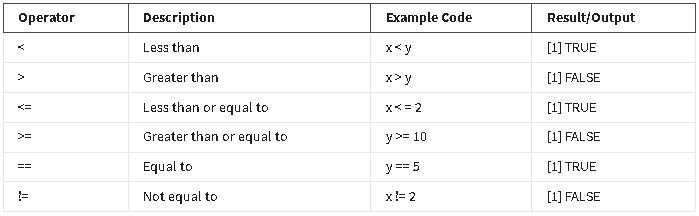 Operator Description Example Code Result/Output
< Less than x < y [1] TRUE
> Greater than x > y [1] FALSE
<= Less than or equal to x < = 2 [1] TRUE
>= Greater than or equal to y >= 10 [1] FALSE
== Equal to y == 5 [1] TRUE
!= Not equal to x != 2 [1] FALSE